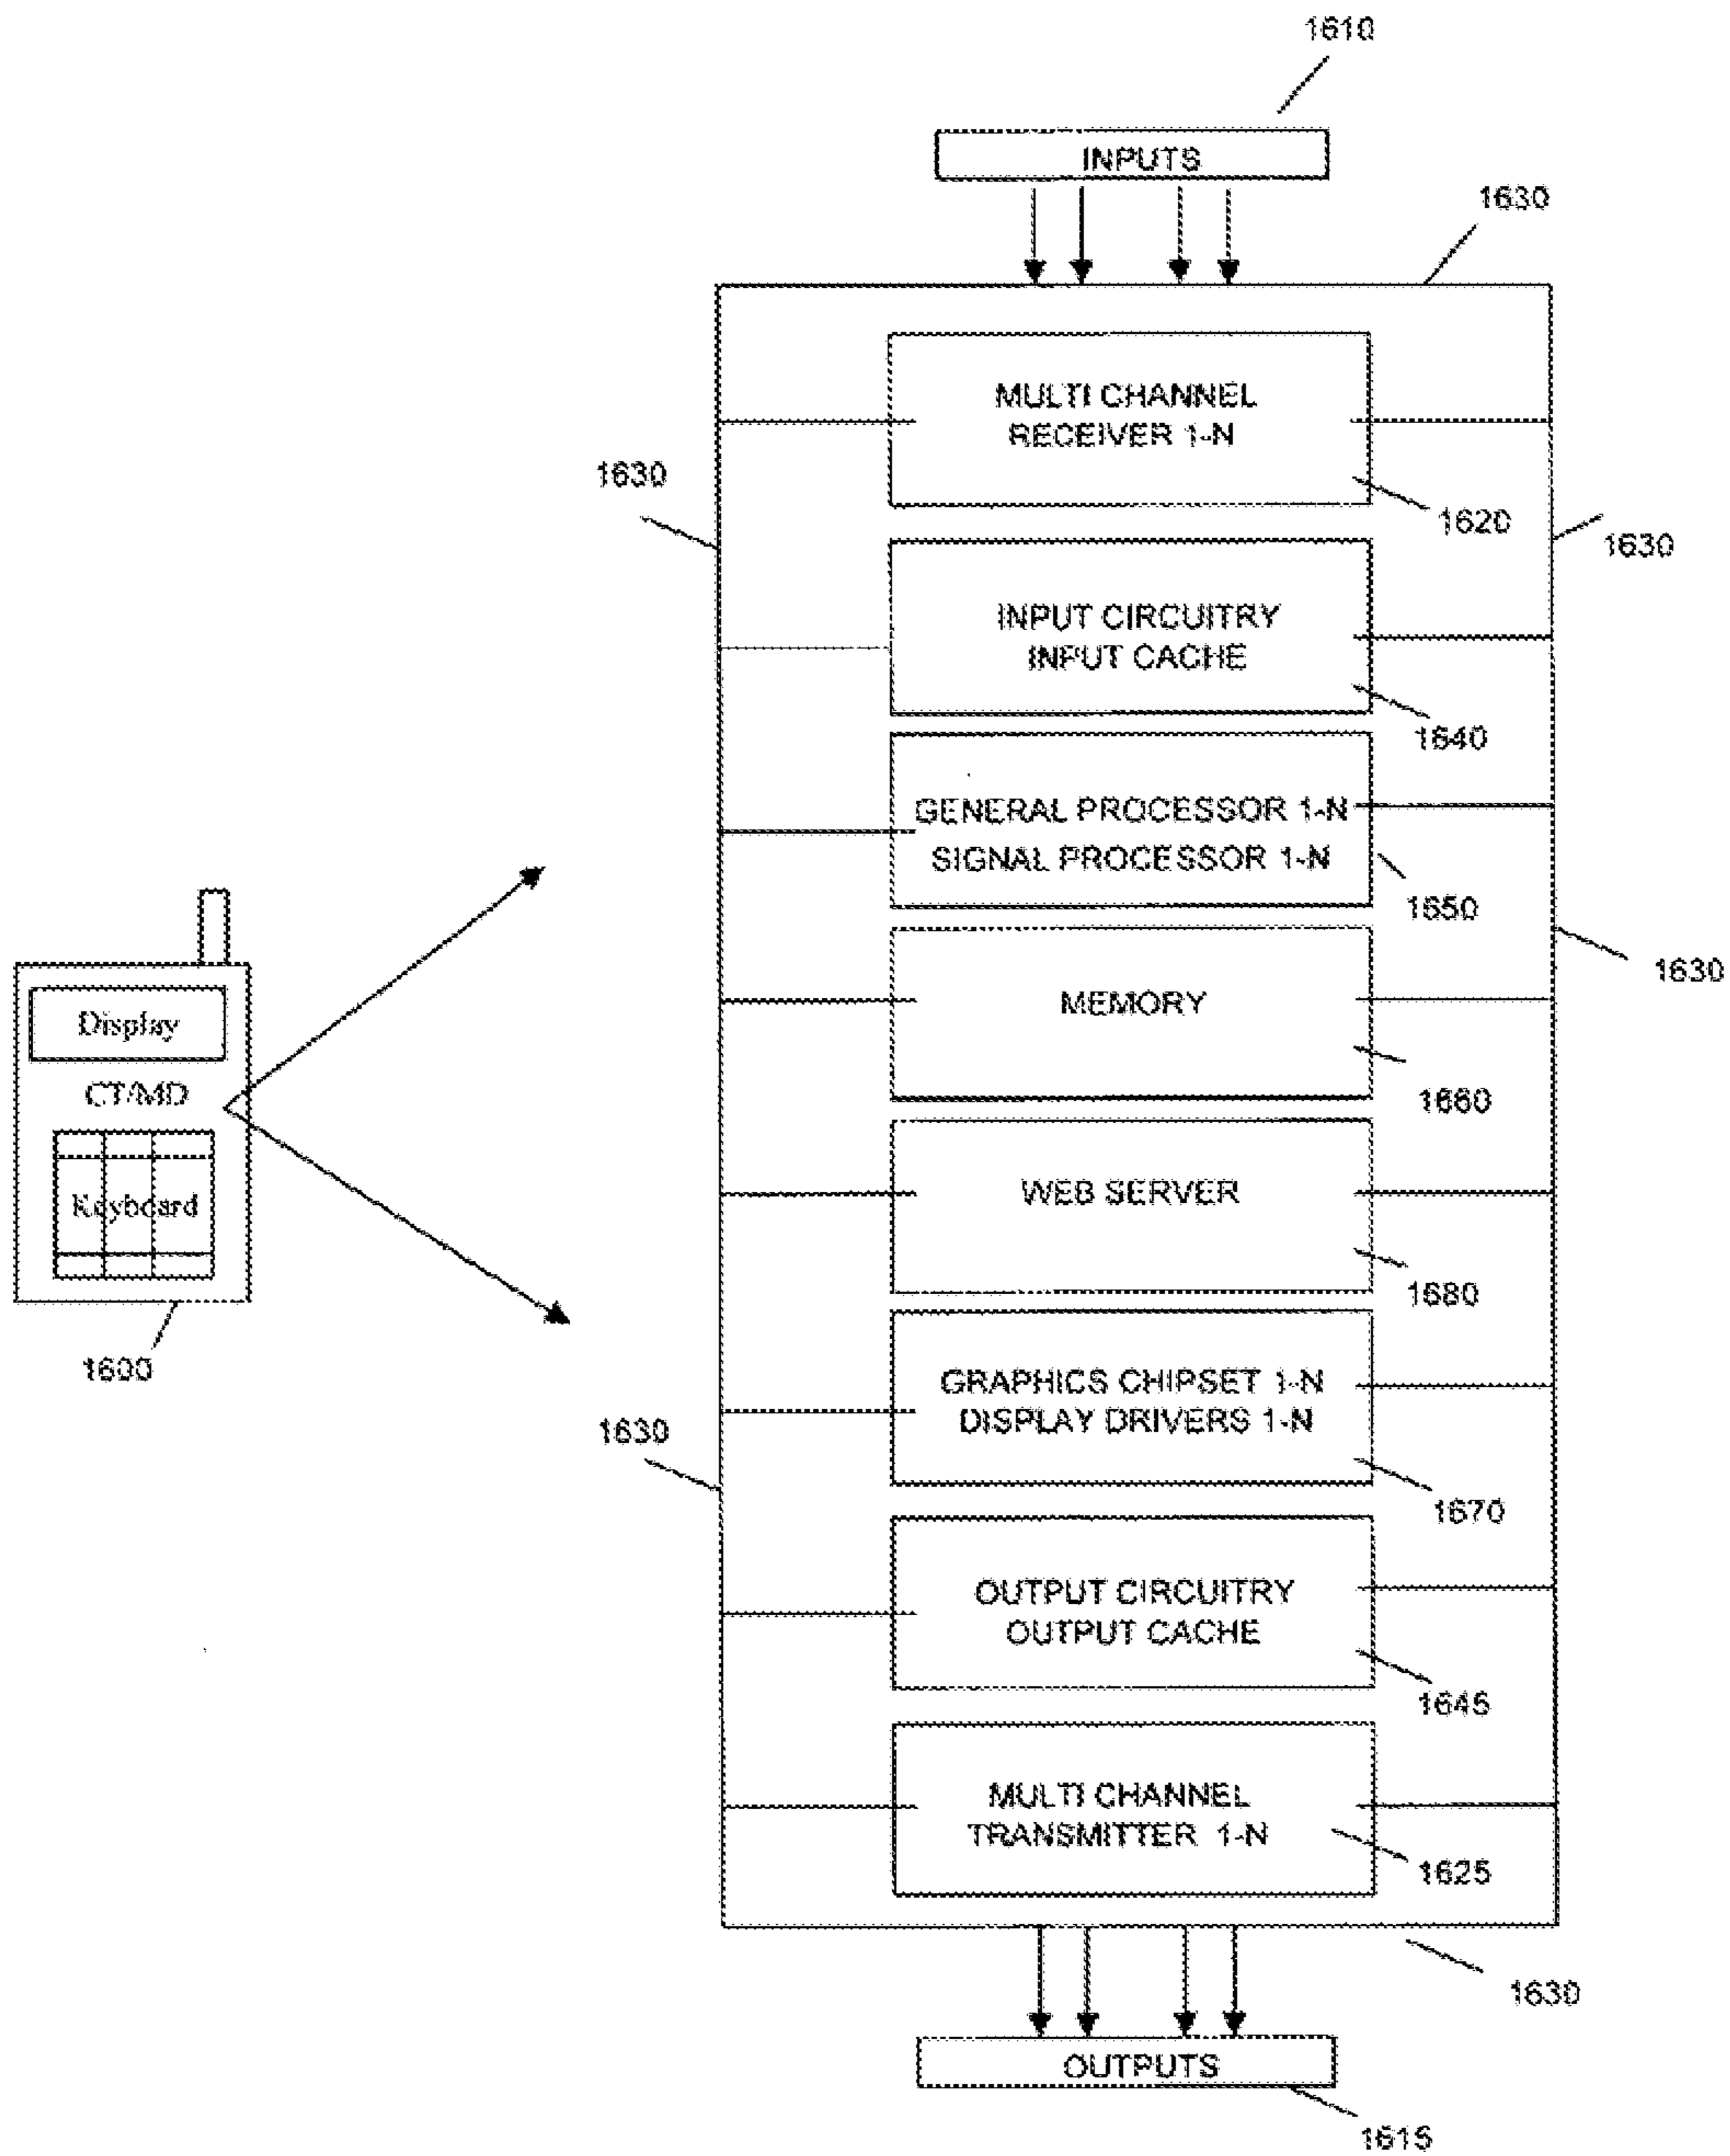 1610
INPUTS
1630
MULTI CHANNEL
RECEIVER 1-N
1630
1620
1630
INPUT CIRCUITRY
INPUT CACHE
1640
GENERAL PROCESSOR 1-N
SIGNAL PROCESSOR 1-N
1650
1630
MEMORY
1660
Display
CT/MD
Keyboard
1600
WEB SERVER
1680
GRAPHICS CHIPSET 1-N
DISPLAY DRIVERS 1-N
1630
1670
OUTPUT CIRCUITRY
OUTPUT CACHE
1645
MULTI CHANNEL
TRANSMITTER 1-N
1625
1630
OUTPUTS
1615